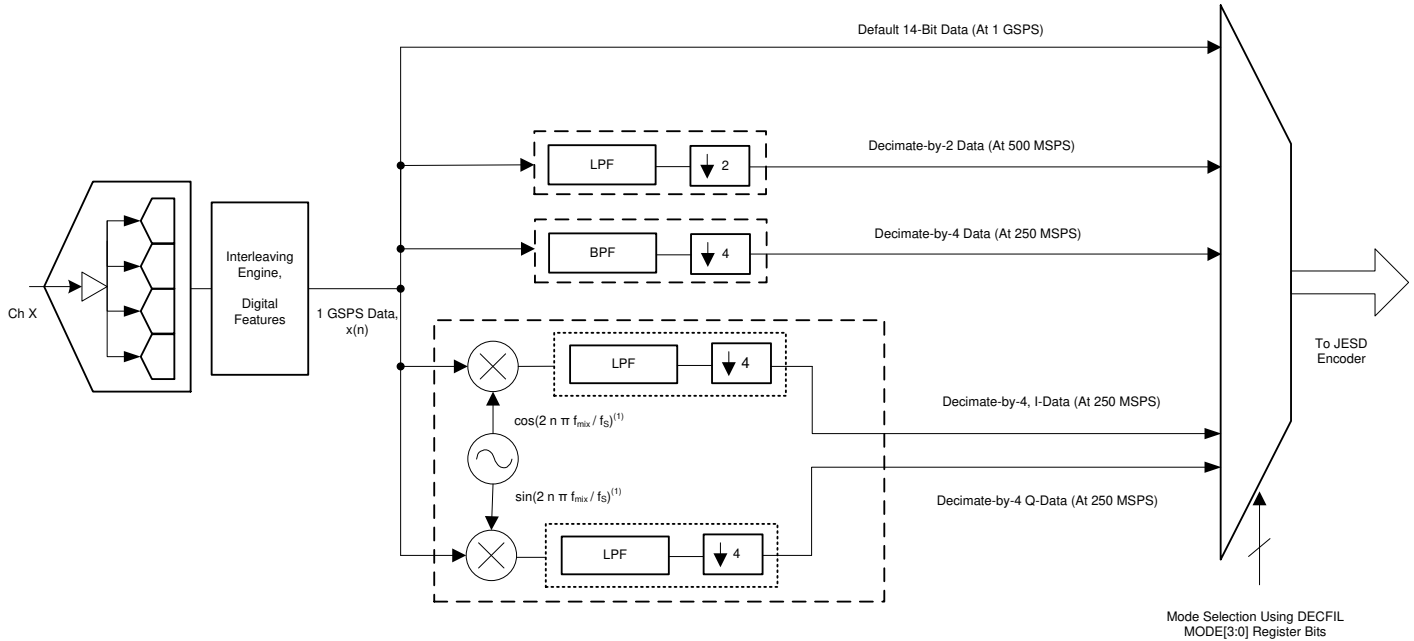 Default 14-Bit Data (At 1 GSPS)
LPF
2
Decimate-by-2 Data (At 500 MSPS)
BPF
4
Decimate-by-4 Data (At 250 MSPS)
Ch X
Interleaving
Engine,
Digital
Features
1 GSPS Data,
x(n)
LPF
4
cos(2 n π fmix / fS)(1)
sin(2 n π fmix / fS)(1)
LPF
4
Decimate-by-4, I-Data (At 250 MSPS)
Decimate-by-4 Q-Data (At 250 MSPS)
To JESD
Encoder
Mode Selection Using DECFIL
MODE[3:0] Register Bits